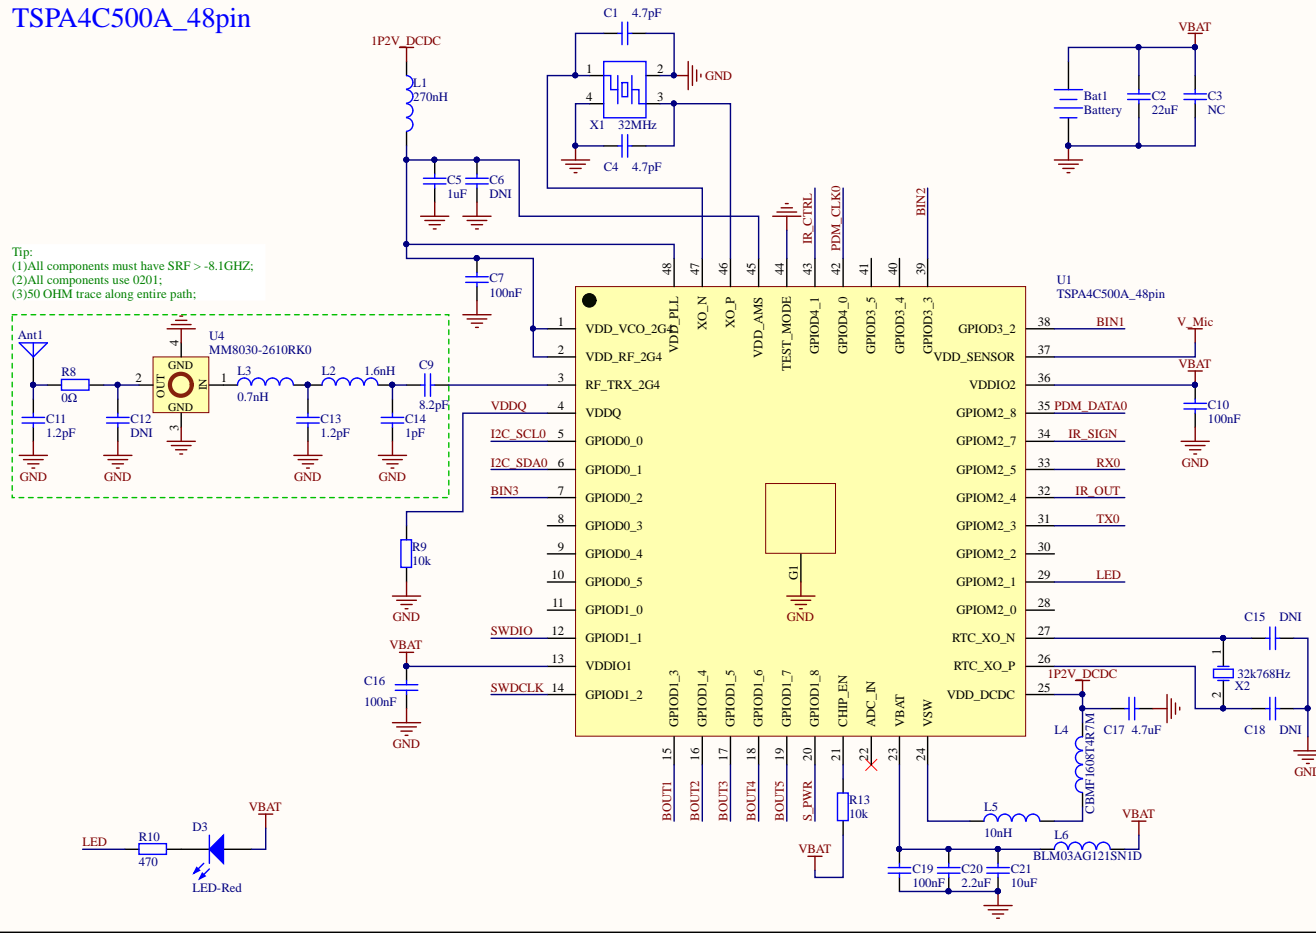 TSPA4C500A_48pin
1P2V_DCDC
L1
270nH
C1 4.7pF
1
2
GND
4
3
X1 32MHz
C4 4.7pF
VBAT
Bat1
Battery
C2
22uF
C3
NC
C5
1uF
C6
DNI
C7
100nF
IR_CTRL
PDM_CLK0
BIN2
Tip:
(1)All components must have SRF > -8.1GHZ;
(2)All components use 0201;
(3)50 OHM trace along entire path;
Ant1
R8
0Ω
C11
1.2pF
GND
C12
DNI
GND
U4
MM8030-2610RK0
4
GND
2
OUT
IN
1
GND
3
L3
0.7nH
L2
1.6nH
C13
1.2pF
GND
C14
1pF
GND
C9
8.2pF
U1
TSPA4C500A_48pin
48
47
46
45
44
43
42
41
40
39
VDD_PLL
XO_N
XO_P
VDD_AMS
TEST_MODE
GPIOD4_1
GPIOD4_0
GPIOD3_5
GPIOD3_4
GPIOD3_3
1 VDD_VCO_2G4
2 VDD_RF_2G4
3 RF_TRX_2G4
VDDQ 4 VDDQ
I2C_SCL0 5 GPIOD0_0
I2C_SDA0 6 GPIOD0_1
BIN3 7 GPIOD0_2
8 GPIOD0_3
9 GPIOD0_4
10 GPIOD0_5
11 GPIOD1_0
SWDIO 12 GPIOD1_1
13 VDDIO1
SWDCLK 14 GPIOD1_2
R9
10k
GND
VBAT
C16
100nF
GND
G1
GND
GPIOD3_2 38 BIN1
VDD_SENSOR 37
V_Mic
VDDIO2 36
VBAT
GPIOM2_8 35 PDM_DATA0
GPIOM2_7 34 IR_SIGN
GPIOM2_5 33 RX0
GPIOM2_4 32 IR_OUT
GPIOM2_3 31 TX0
GPIOM2_2 30
GPIOM2_1 29 LED
GPIOM2_0 28
RTC_XO_N 27
RTC_XO_P 26
VDD_DCDC 25
C10
100nF
GND
C15 DNI
1
32k768Hz
X2
2
C18 DNI
GND
1P2V_DCDC
C17 4.7uF
L4
CBMF1608T4R7M
GPIOD1_3
GPIOD1_4
GPIOD1_5
GPIOD1_6
GPIOD1_7
GPIOD1_8
CHIP_EN
ADC_IN
VBAT
VSW
15
16
17
18
19
20
21
22
23
24
BOUT1
BOUT2
BOUT3
BOUT4
BOUT5
S_PWR
R13
10k
VBAT
L5
10nH
L6
BLM03AG121SN1D
VBAT
C19
100nF
C20
2.2uF
C21
10uF
LED
R10
470
D3
LED-Red
VBAT